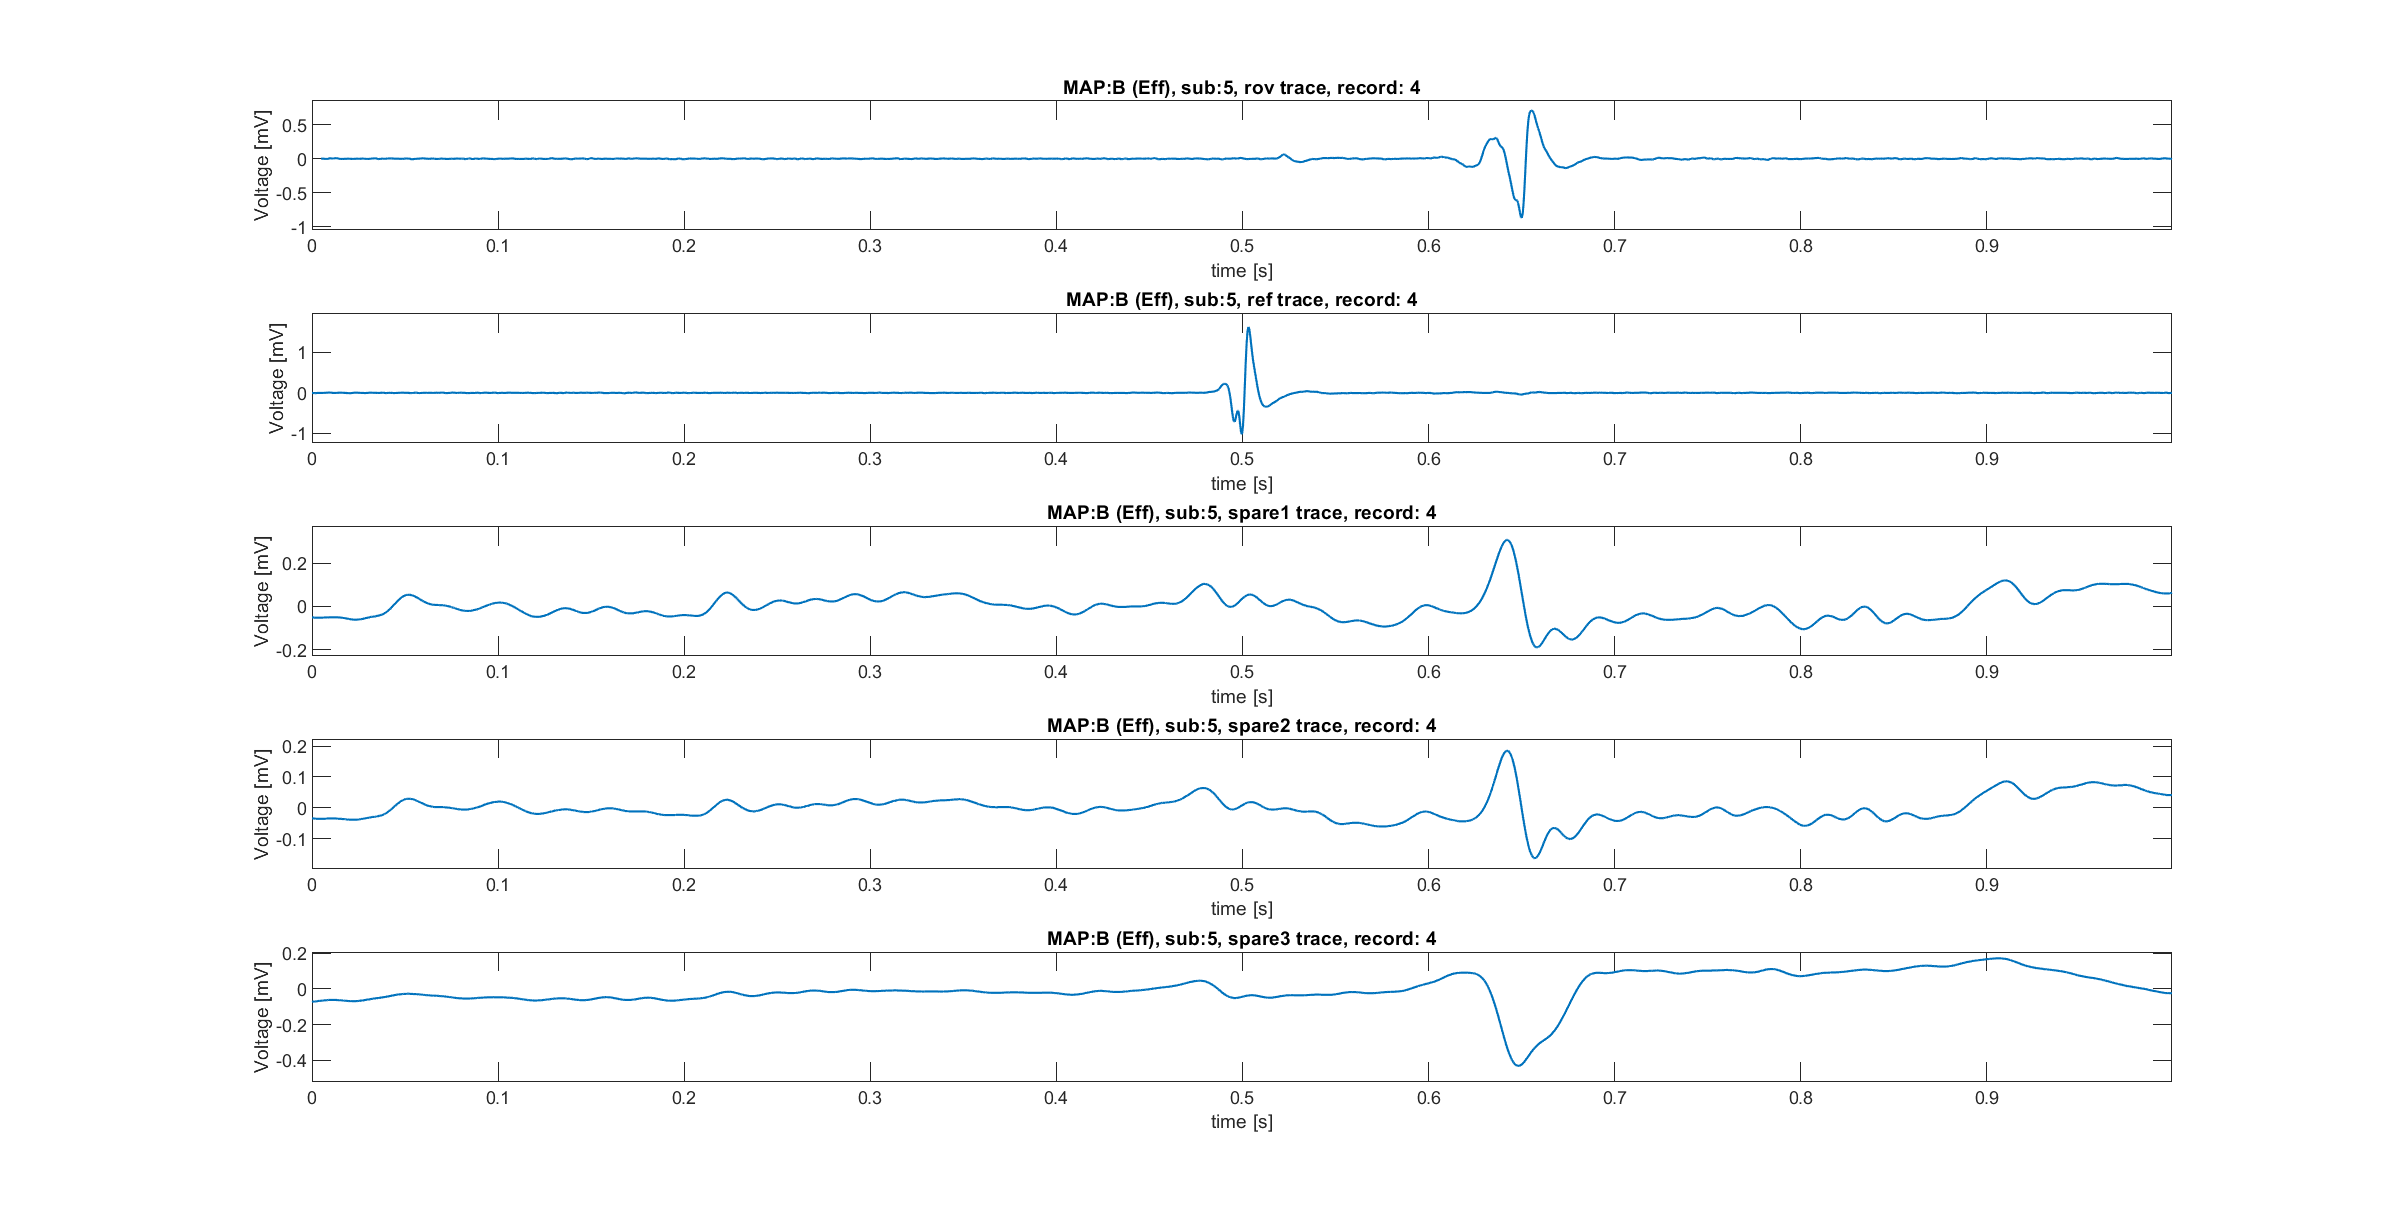 MAP:B (Eff), sub:5, rov trace, record: 4
Voltage [mV]
0.5
0
-0.5
-1
0 0.1 0.2 0.3 0.4 0.5 0.6 0.7 0.8 0.9
time [s]
MAP:B (Eff), sub:5, ref trace, record: 4
Voltage [mV]
1
0
-1
0 0.1 0.2 0.3 0.4 0.5 0.6 0.7 0.8 0.9
time [s]
MAP:B (Eff), sub:5, spare1 trace, record: 4
Voltage [mV]
0.2
0
-0.2
0 0.1 0.2 0.3 0.4 0.5 0.6 0.7 0.8 0.9
time [s]
MAP:B (Eff), sub:5, spare2 trace, record: 4
Voltage [mV]
0.2
0.1
0
-0.1
0 0.1 0.2 0.3 0.4 0.5 0.6 0.7 0.8 0.9
time [s]
MAP:B (Eff), sub:5, spare3 trace, record: 4
Voltage [mV]
0.2
0
-0.2
-0.4
0 0.1 0.2 0.3 0.4 0.5 0.6 0.7 0.8 0.9
time [s]